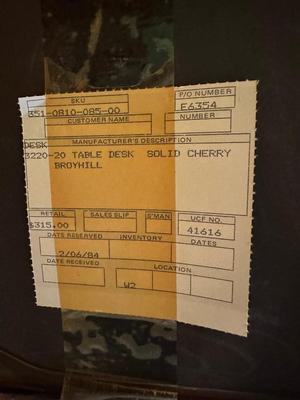 SKU
P/O NUMBER
351-0810-085-00
E6354
CUSTOMER NAME
NUMBER
MANUFACTURER'S DESCRIPTION
DESK
3220-20 TABLE DESK SOLID CHERRY
BROYHILL
RETAIL SALES SLIP S'MAN UCF NO.
$315.00 41616
DATE RESERVED INVENTORY DATES
2/06/84
DATE RECEIVED LOCATION
W2